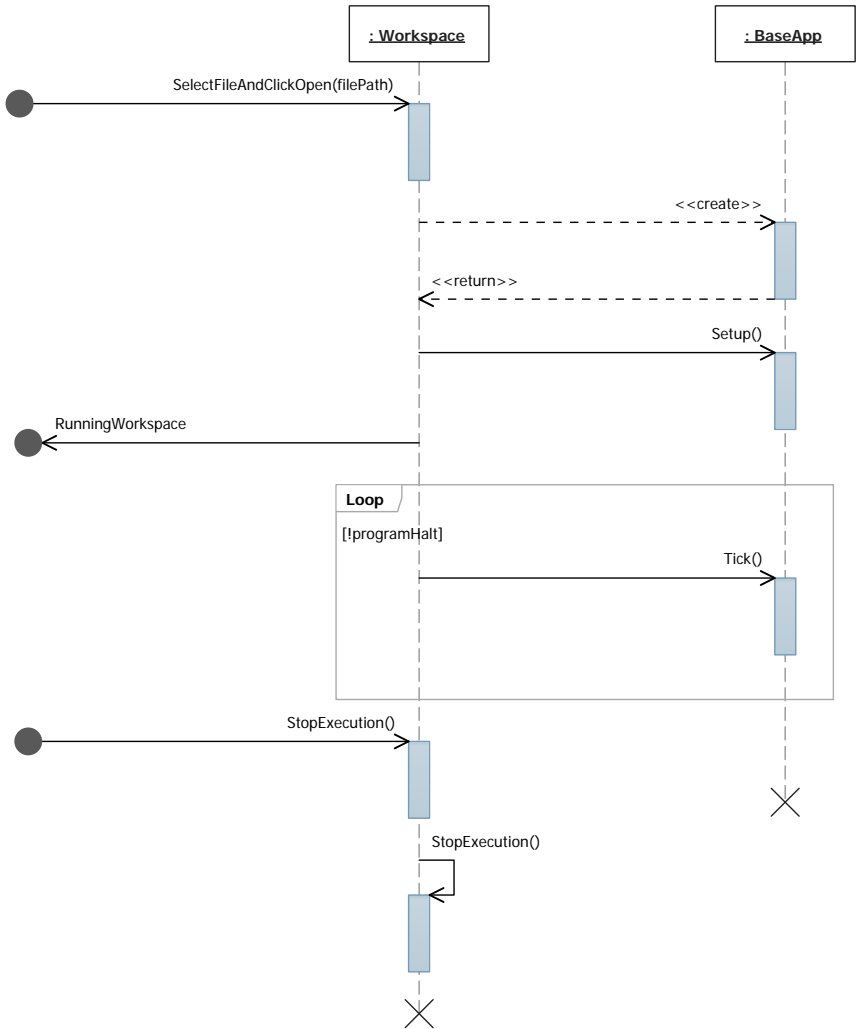 : Workspace
: BaseApp
SelectFileAndClickOpen(filePath)
<<create>>
<<return>>
Setup()
RunningWorkspace
Loop
[!programHalt]
Tick()
StopExecution()
StopExecution()